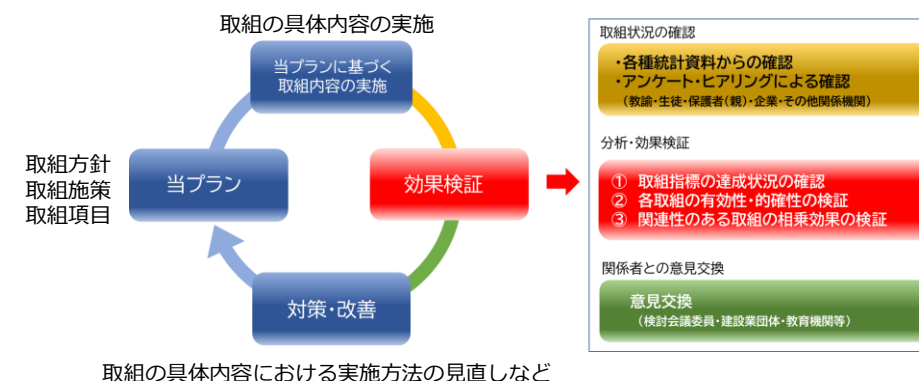 取組の具体内容の実施
当プランに基づく
取組内容の実施
取組方針
取組施策
取組項目
当プラン
効果検証
対策・改善
取組の具体内容における実施方法の見直しなど
取組状況の確認
・各種統計資料からの確認
・アンケート・ヒアリングによる確認
（教諭・生徒・保護者（親）・企業・その他関係機関）
分析・効果検証
① 取組指標の達成状況の確認
② 各取組の有効性・的確性の検証
③ 関連性のある取組の相乗効果の検証
関係者との意見交換
意見交換
（検討会議委員・建設業団体・教育機関等）